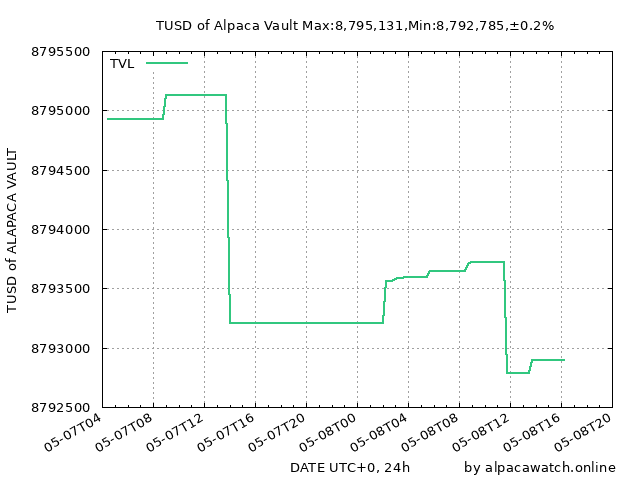 TUSD of Alpaca Vault Max:8,795,131,Min:8,792,785,±0.2%
TVL
8795500
8795000
8794500
8794000
8793500
8793000
8792500
TUSD of ALAPACA VAULT
05-07T04
05-07T08
05-07T12
05-07T16
05-07T20
05-08T00
05-08T04
05-08T08
05-08T12
05-08T16
05-08T20
DATE UTC+0, 24h
by alpacawatch.online